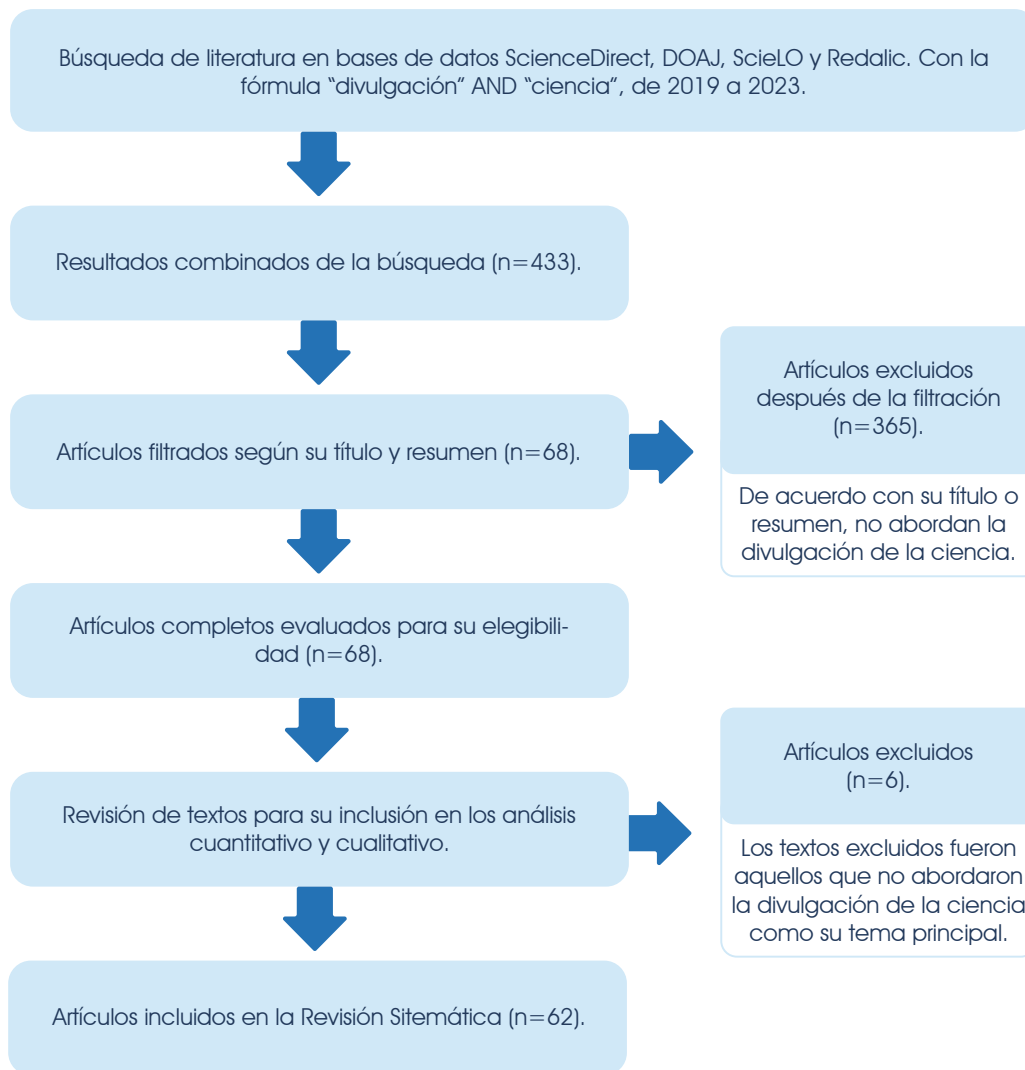 Búsqueda de literatura en bases de datos ScienceDirect, DOAJ, ScieLO y Redalic. Con la
fórmula “divulgación” AND “ciencia”, de 2019 a 2023.
Resultados combinados de la búsqueda (n=433).
Artículos filtrados según su título y resumen (n=68).
Artículos excluidos
después de la filtración
(n=365).
De acuerdo con su título o
resumen, no abordan la
divulgación de la ciencia.
Artículos completos evaluados para su elegibili-
dad (n=68).
Revisión de textos para su inclusión en los análisis
cuantitativo y cualitativo.
Artículos excluidos
(n=6).
Los textos excluidos fueron
aquellos que no abordaron
la divulgación de la ciencia
como su tema principal.
Artículos incluidos en la Revisión Sitemática (n=62).